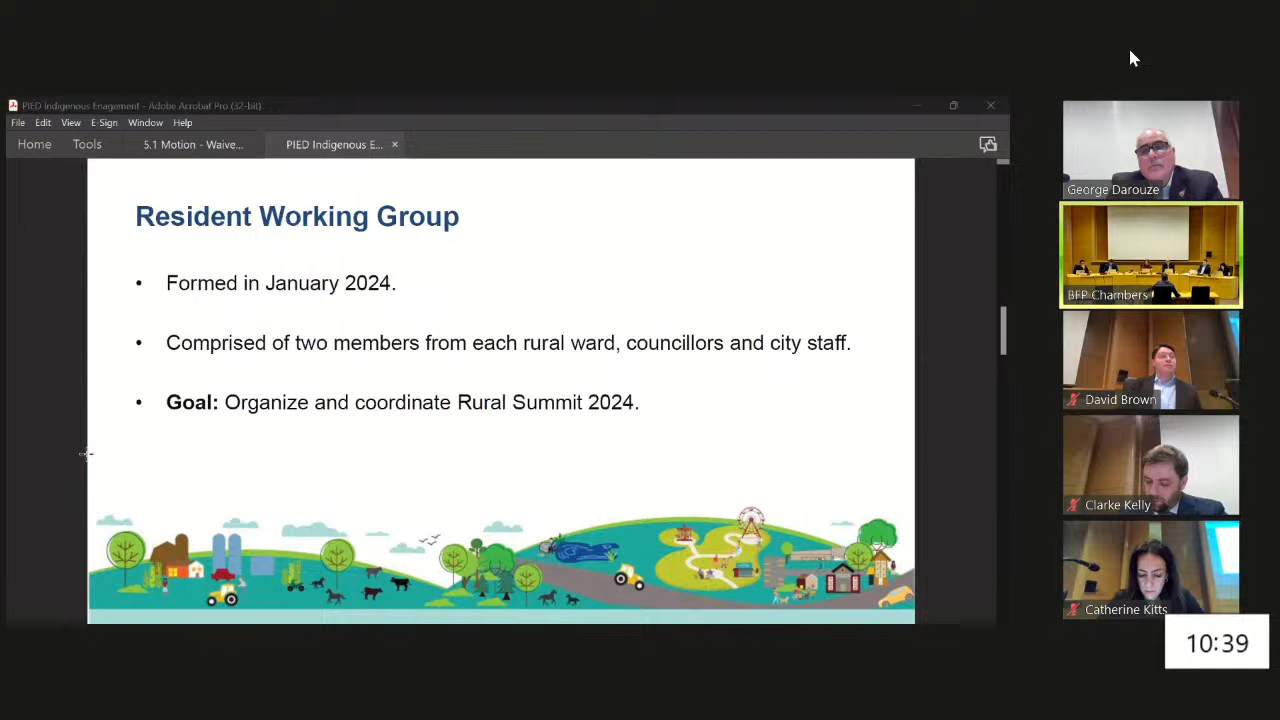 PIED Indigenous Enagement - Adobe Acrobat Pro (32-bit)
File Edit View E-Sign Window Help
Home Tools 5.1 Motion - Waive... PIED Indigenous E... ×
Resident Working Group
• Formed in January 2024.
• Comprised of two members from each rural ward, councillors and city staff.
• Goal: Organize and coordinate Rural Summit 2024.
George Darouze
BFP Chambers
David Brown
Clarke Kelly
Catherine Kitts
10:39